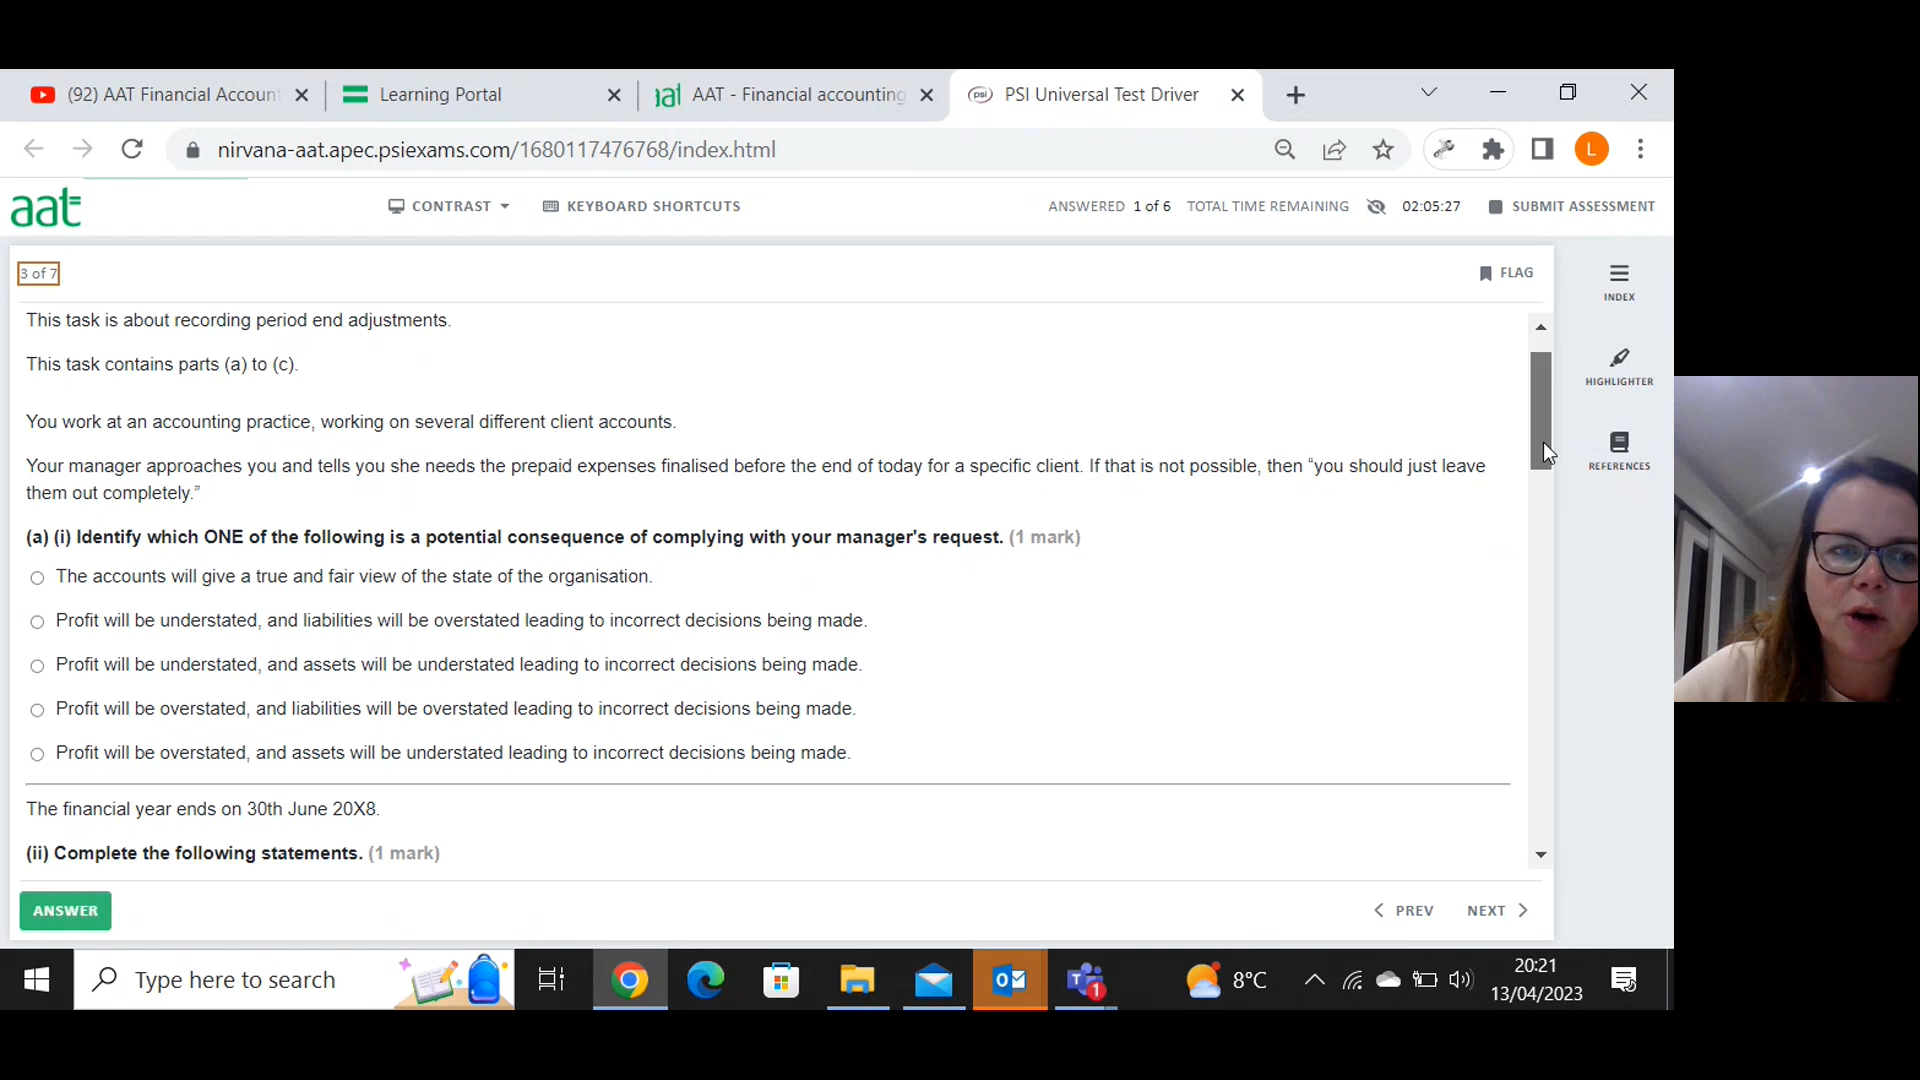 (92) AAT Financial Accoun
Learning Portal
aat AAT - Financial accounting
psi PSI Universal Test Driver
nirvana-aat.apec.psiexams.com/1680117476768/index.html
L
aat
CONTRAST
KEYBOARD SHORTCUTS
ANSWERED 1 of 6
TOTAL TIME REMAINING
02:05:27
SUBMIT ASSESSMENT
3 of 7
FLAG
INDEX
HIGHLIGHTER
REFERENCES
This task is about recording period end adjustments.
This task contains parts (a) to (c).
You work at an accounting practice, working on several different client accounts.
Your manager approaches you and tells you she needs the prepaid expenses finalised before the end of today for a specific client. If that is not possible, then “you should just leave
them out completely.”
(a) (i) Identify which ONE of the following is a potential consequence of complying with your manager's request. (1 mark)
The accounts will give a true and fair view of the state of the organisation.
Profit will be understated, and liabilities will be overstated leading to incorrect decisions being made.
Profit will be understated, and assets will be understated leading to incorrect decisions being made.
Profit will be overstated, and liabilities will be overstated leading to incorrect decisions being made.
Profit will be overstated, and assets will be understated leading to incorrect decisions being made.
The financial year ends on 30th June 20X8.
(ii) Complete the following statements. (1 mark)
ANSWER
PREV
NEXT
Type here to search
T
1
8°C
20:21
13/04/2023